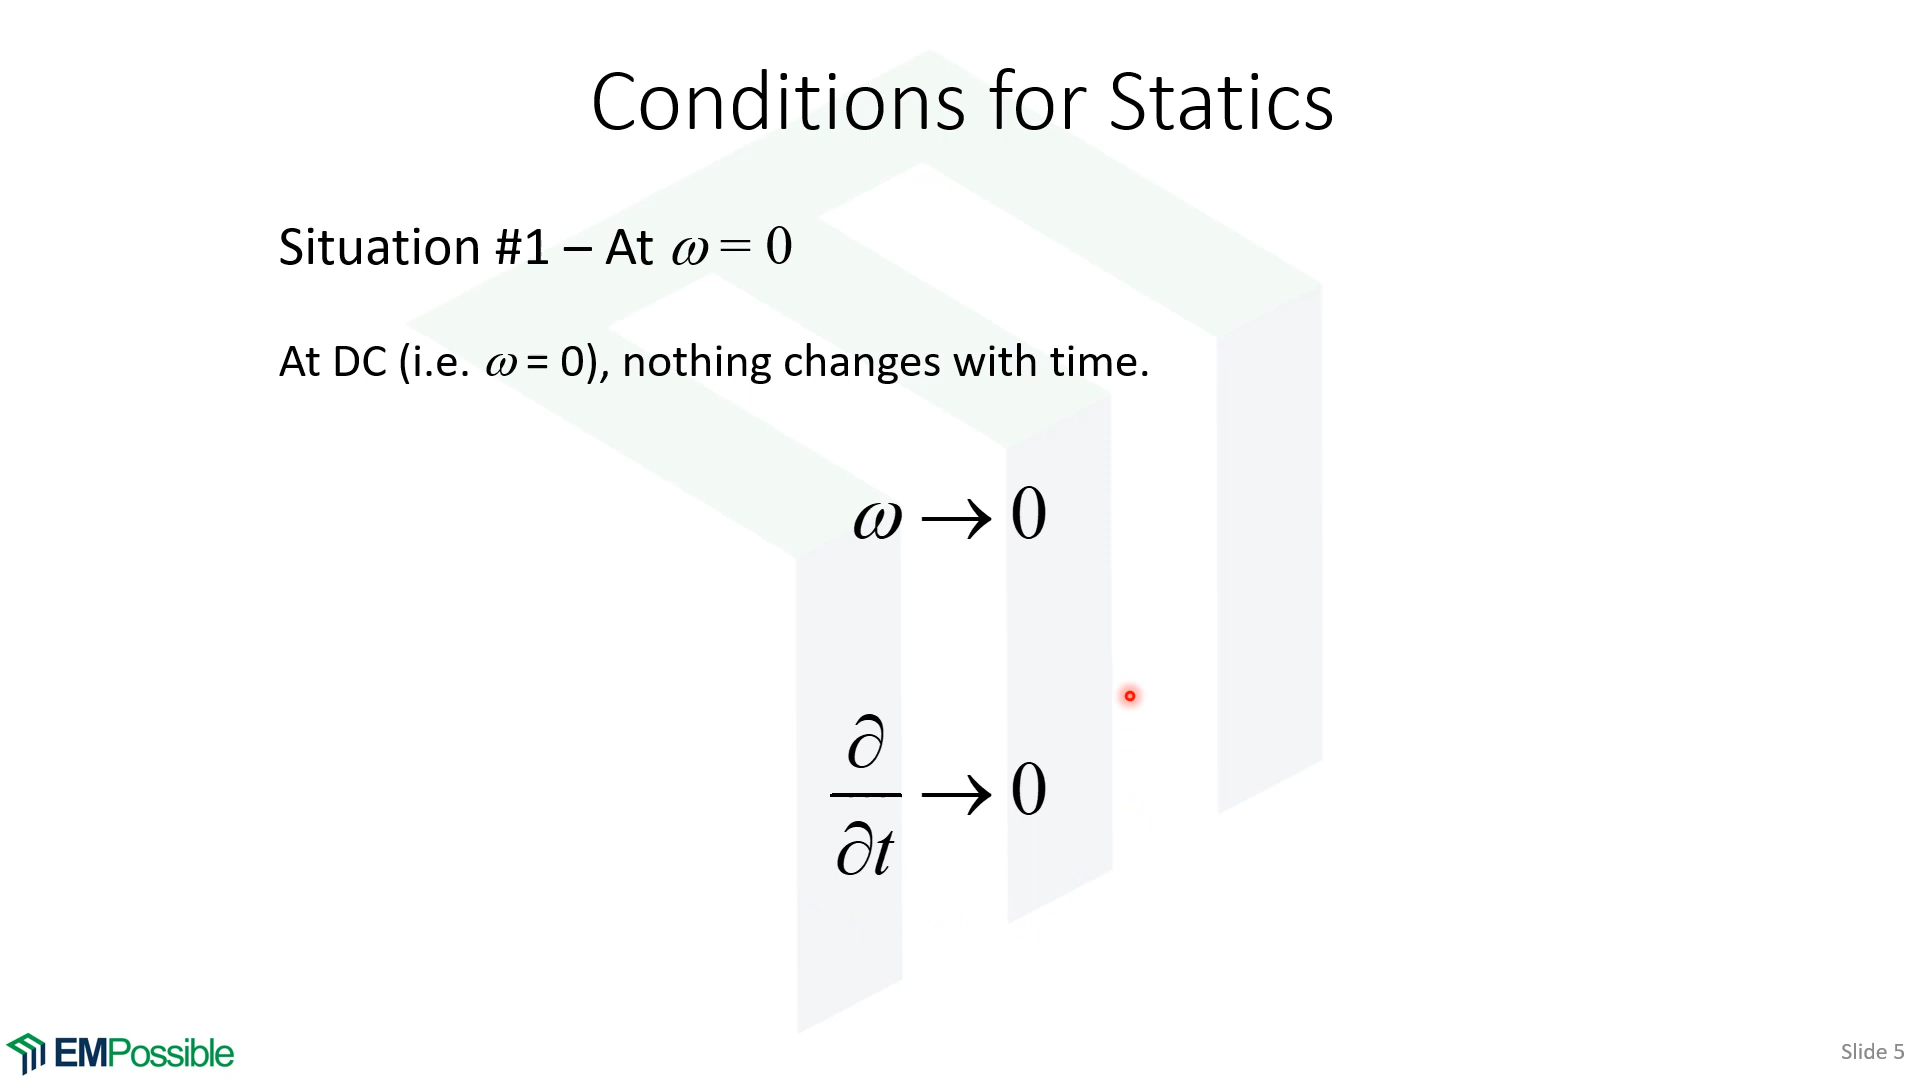 Conditions for Statics
Situation #1 – At ω = 0
At DC (i.e. ω = 0), nothing changes with time.
ω → 0
∂/∂t → 0
EMPossible
Slide 5